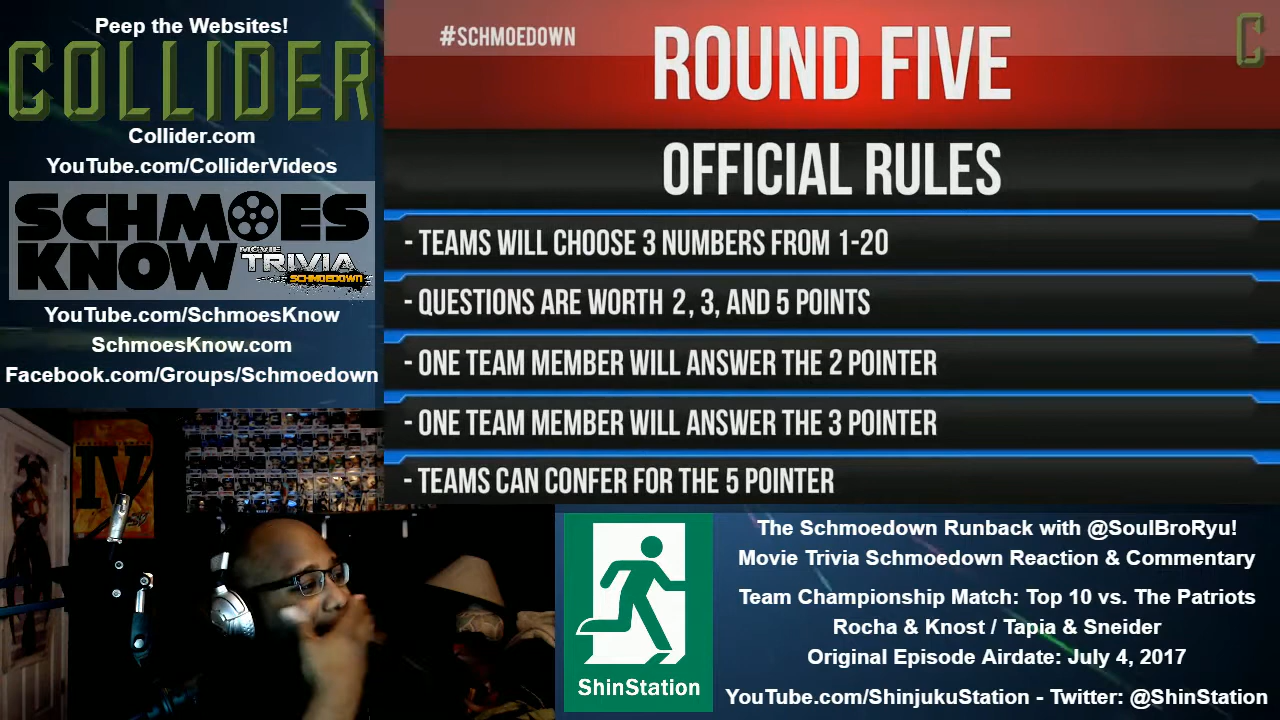 Peep the Websites!
COLLIDER
Collider.com
YouTube.com/ColliderVideos
SCHMOES
KNOW
MOVIE
TRIVIA
SCHMOEDOWN
YouTube.com/SchmoesKnow
SchmoesKnow.com
Facebook.com/Groups/Schmoedown
#SCHMOEDOWN
C
ROUND FIVE
OFFICIAL RULES
- TEAMS WILL CHOOSE 3 NUMBERS FROM 1-20
- QUESTIONS ARE WORTH 2, 3, AND 5 POINTS
- ONE TEAM MEMBER WILL ANSWER THE 2 POINTER
- ONE TEAM MEMBER WILL ANSWER THE 3 POINTER
- TEAMS CAN CONFER FOR THE 5 POINTER
IV
ShinStation
The Schmoedown Runback with @SoulBroRyu!
Movie Trivia Schmoedown Reaction & Commentary
Team Championship Match: Top 10 vs. The Patriots
Rocha & Knost / Tapia & Sneider
Original Episode Airdate: July 4, 2017
YouTube.com/ShinjukuStation - Twitter: @ShinStation